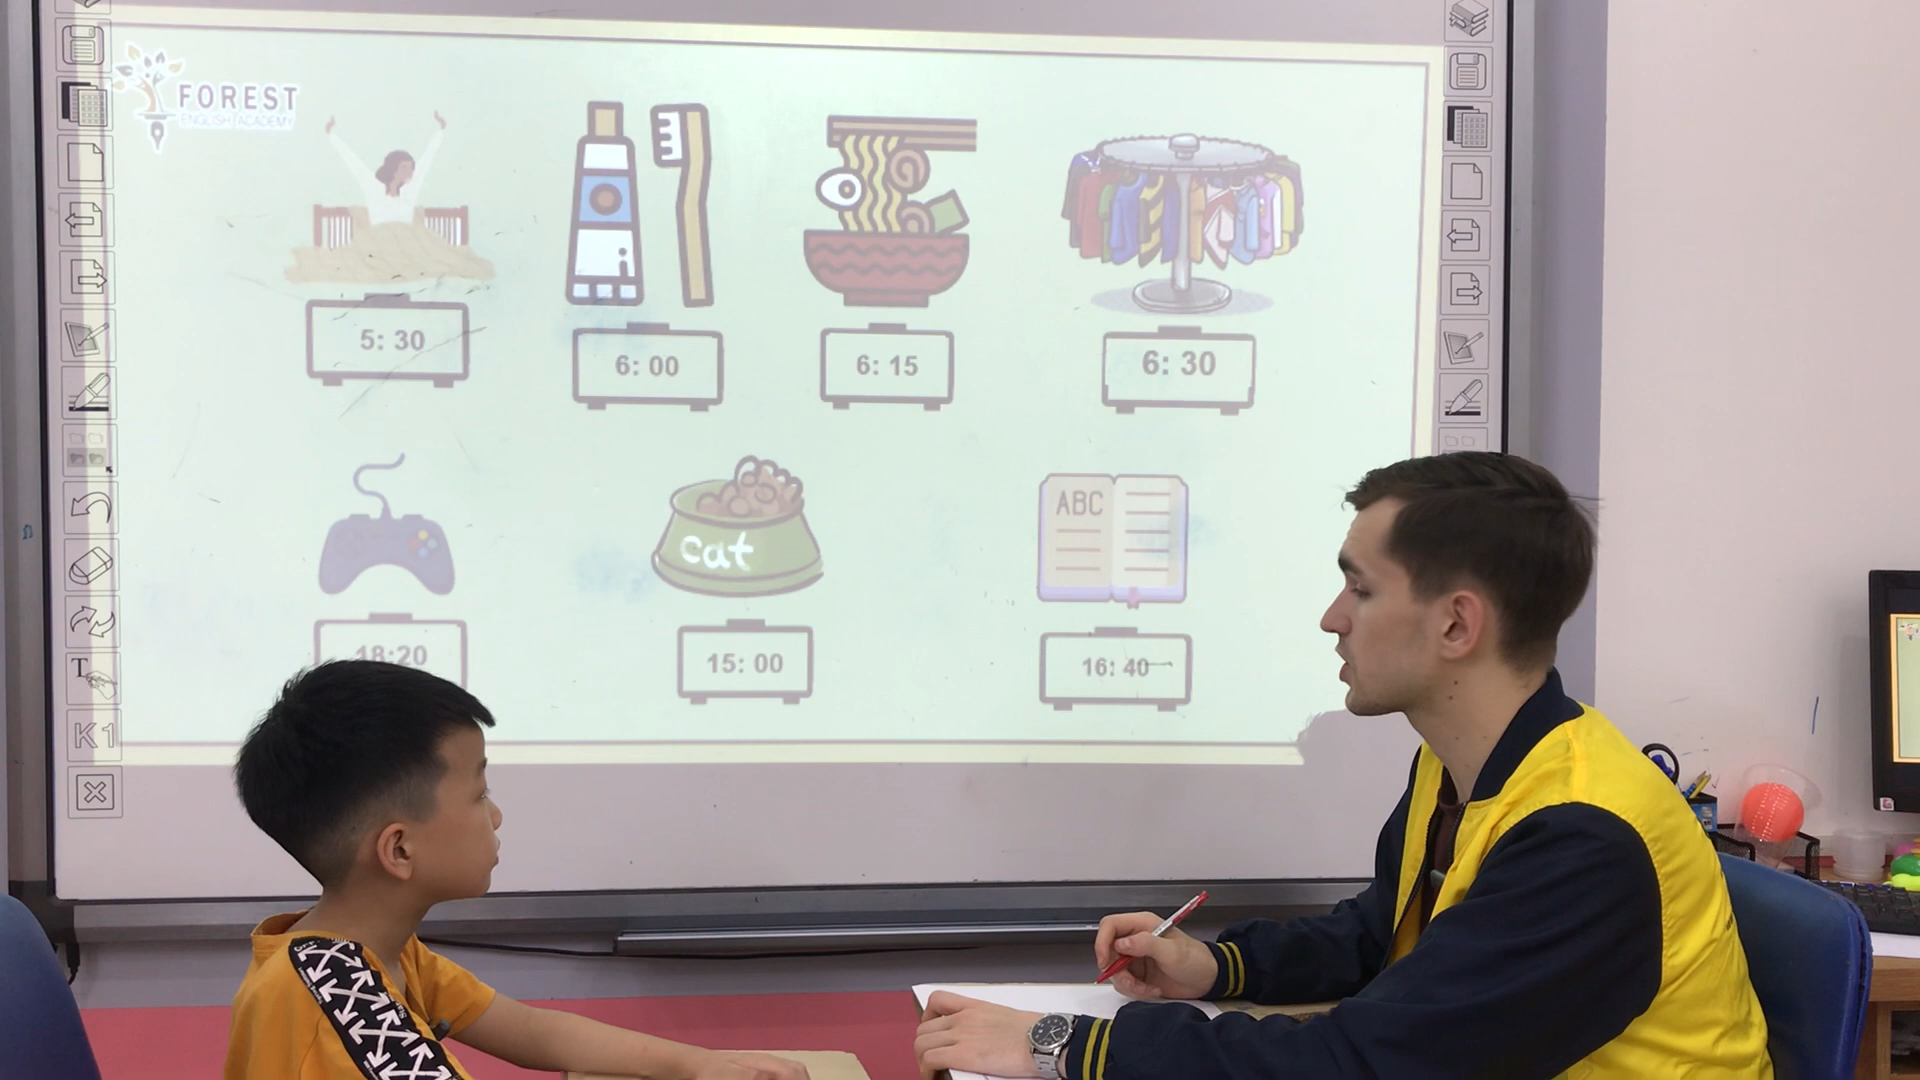 FOREST
ENGLISH ACADEMY
5: 30
6: 00
6: 15
6: 30
cat
ABC
18:20
15: 00
16: 40
T
K1